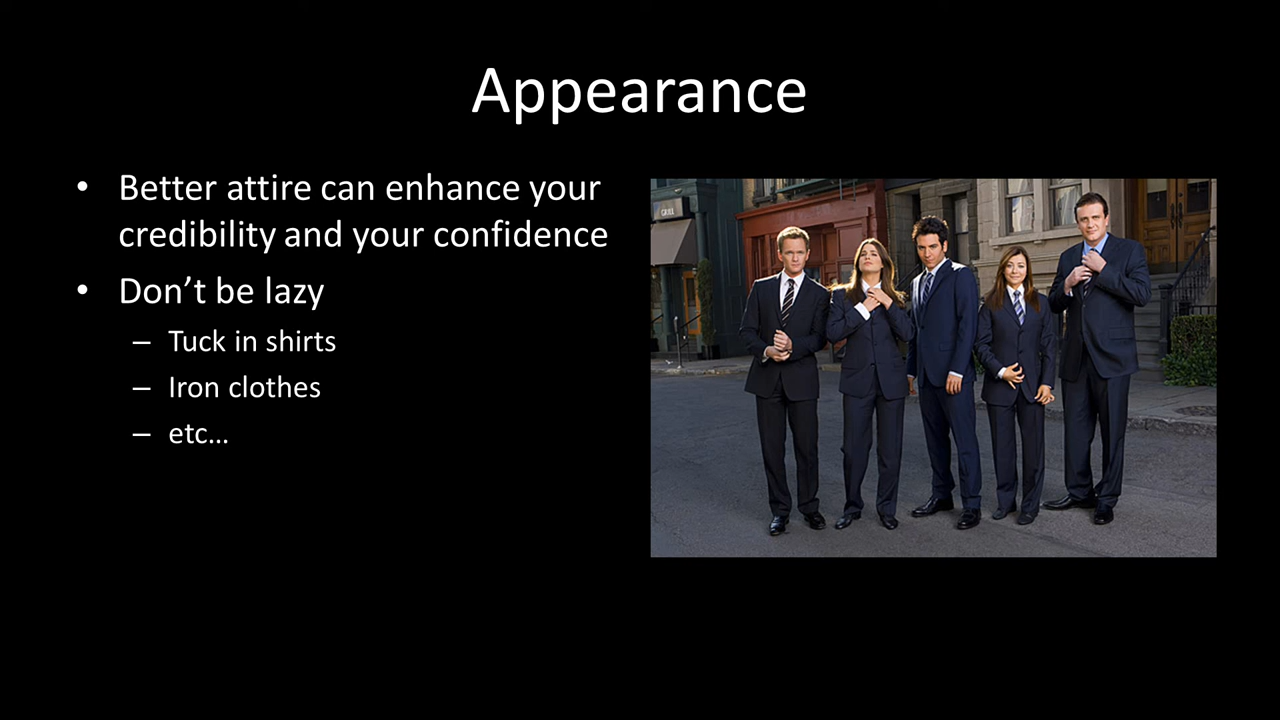 Appearance
• Better attire can enhance your
credibility and your confidence
• Don’t be lazy
– Tuck in shirts
– Iron clothes
– etc…